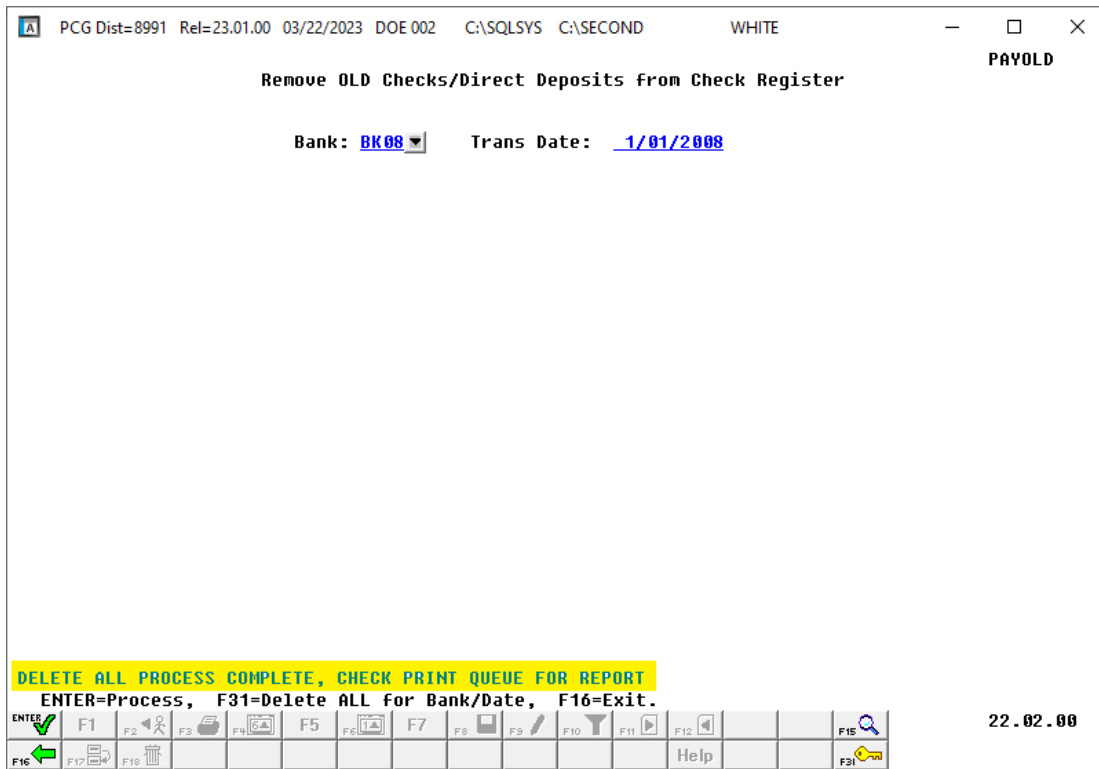 PCG Dist=8991 Rel=23.01.00 03/22/2023 DOE 002 C:\SQLSYS C:\SECOND WHITE
PAYOLD
Remove OLD Checks/Direct Deposits from Check Register
Bank: BK08 Trans Date: 1/01/2008
DELETE ALL PROCESS COMPLETE, CHECK PRINT QUEUE FOR REPORT
ENTER=Process, F31=Delete ALL for Bank/Date, F16=Exit.
ENTER F1 F2 F3 F4 F5 F6 F7 F8 F9 F10 F11 F12 F15 22.02.00
F16 F17 F18 Help F31